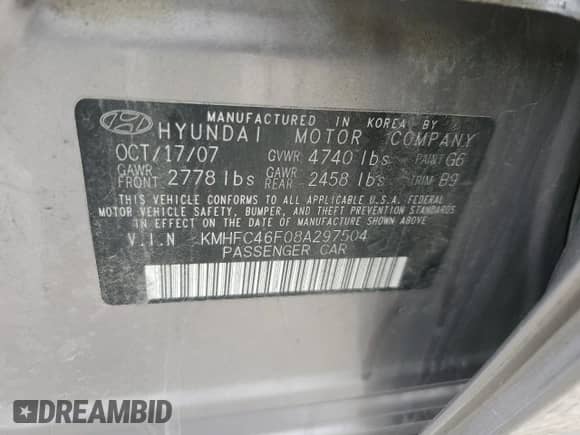 MANUFACTURED IN KOREA BY
HYUNDAI MOTOR COMPANY
OCT/17/07 GVWR 4740 lbs PAINT G6
GAWR FRONT 2778 lbs GAWR REAR 2458 lbs TRIM B9
THIS VEHICLE CONFORMS TO ALL APPLICABLE U.S.A. FEDERAL
MOTOR VEHICLE SAFETY, BUMPER, AND THEFT PREVENTION STANDARDS
IN EFFECT ON THE DATE OF MANUFACTURE SHOWN ABOVE.
V.I.N KMHFC46F08A297504
PASSENGER CAR
DREAMBID